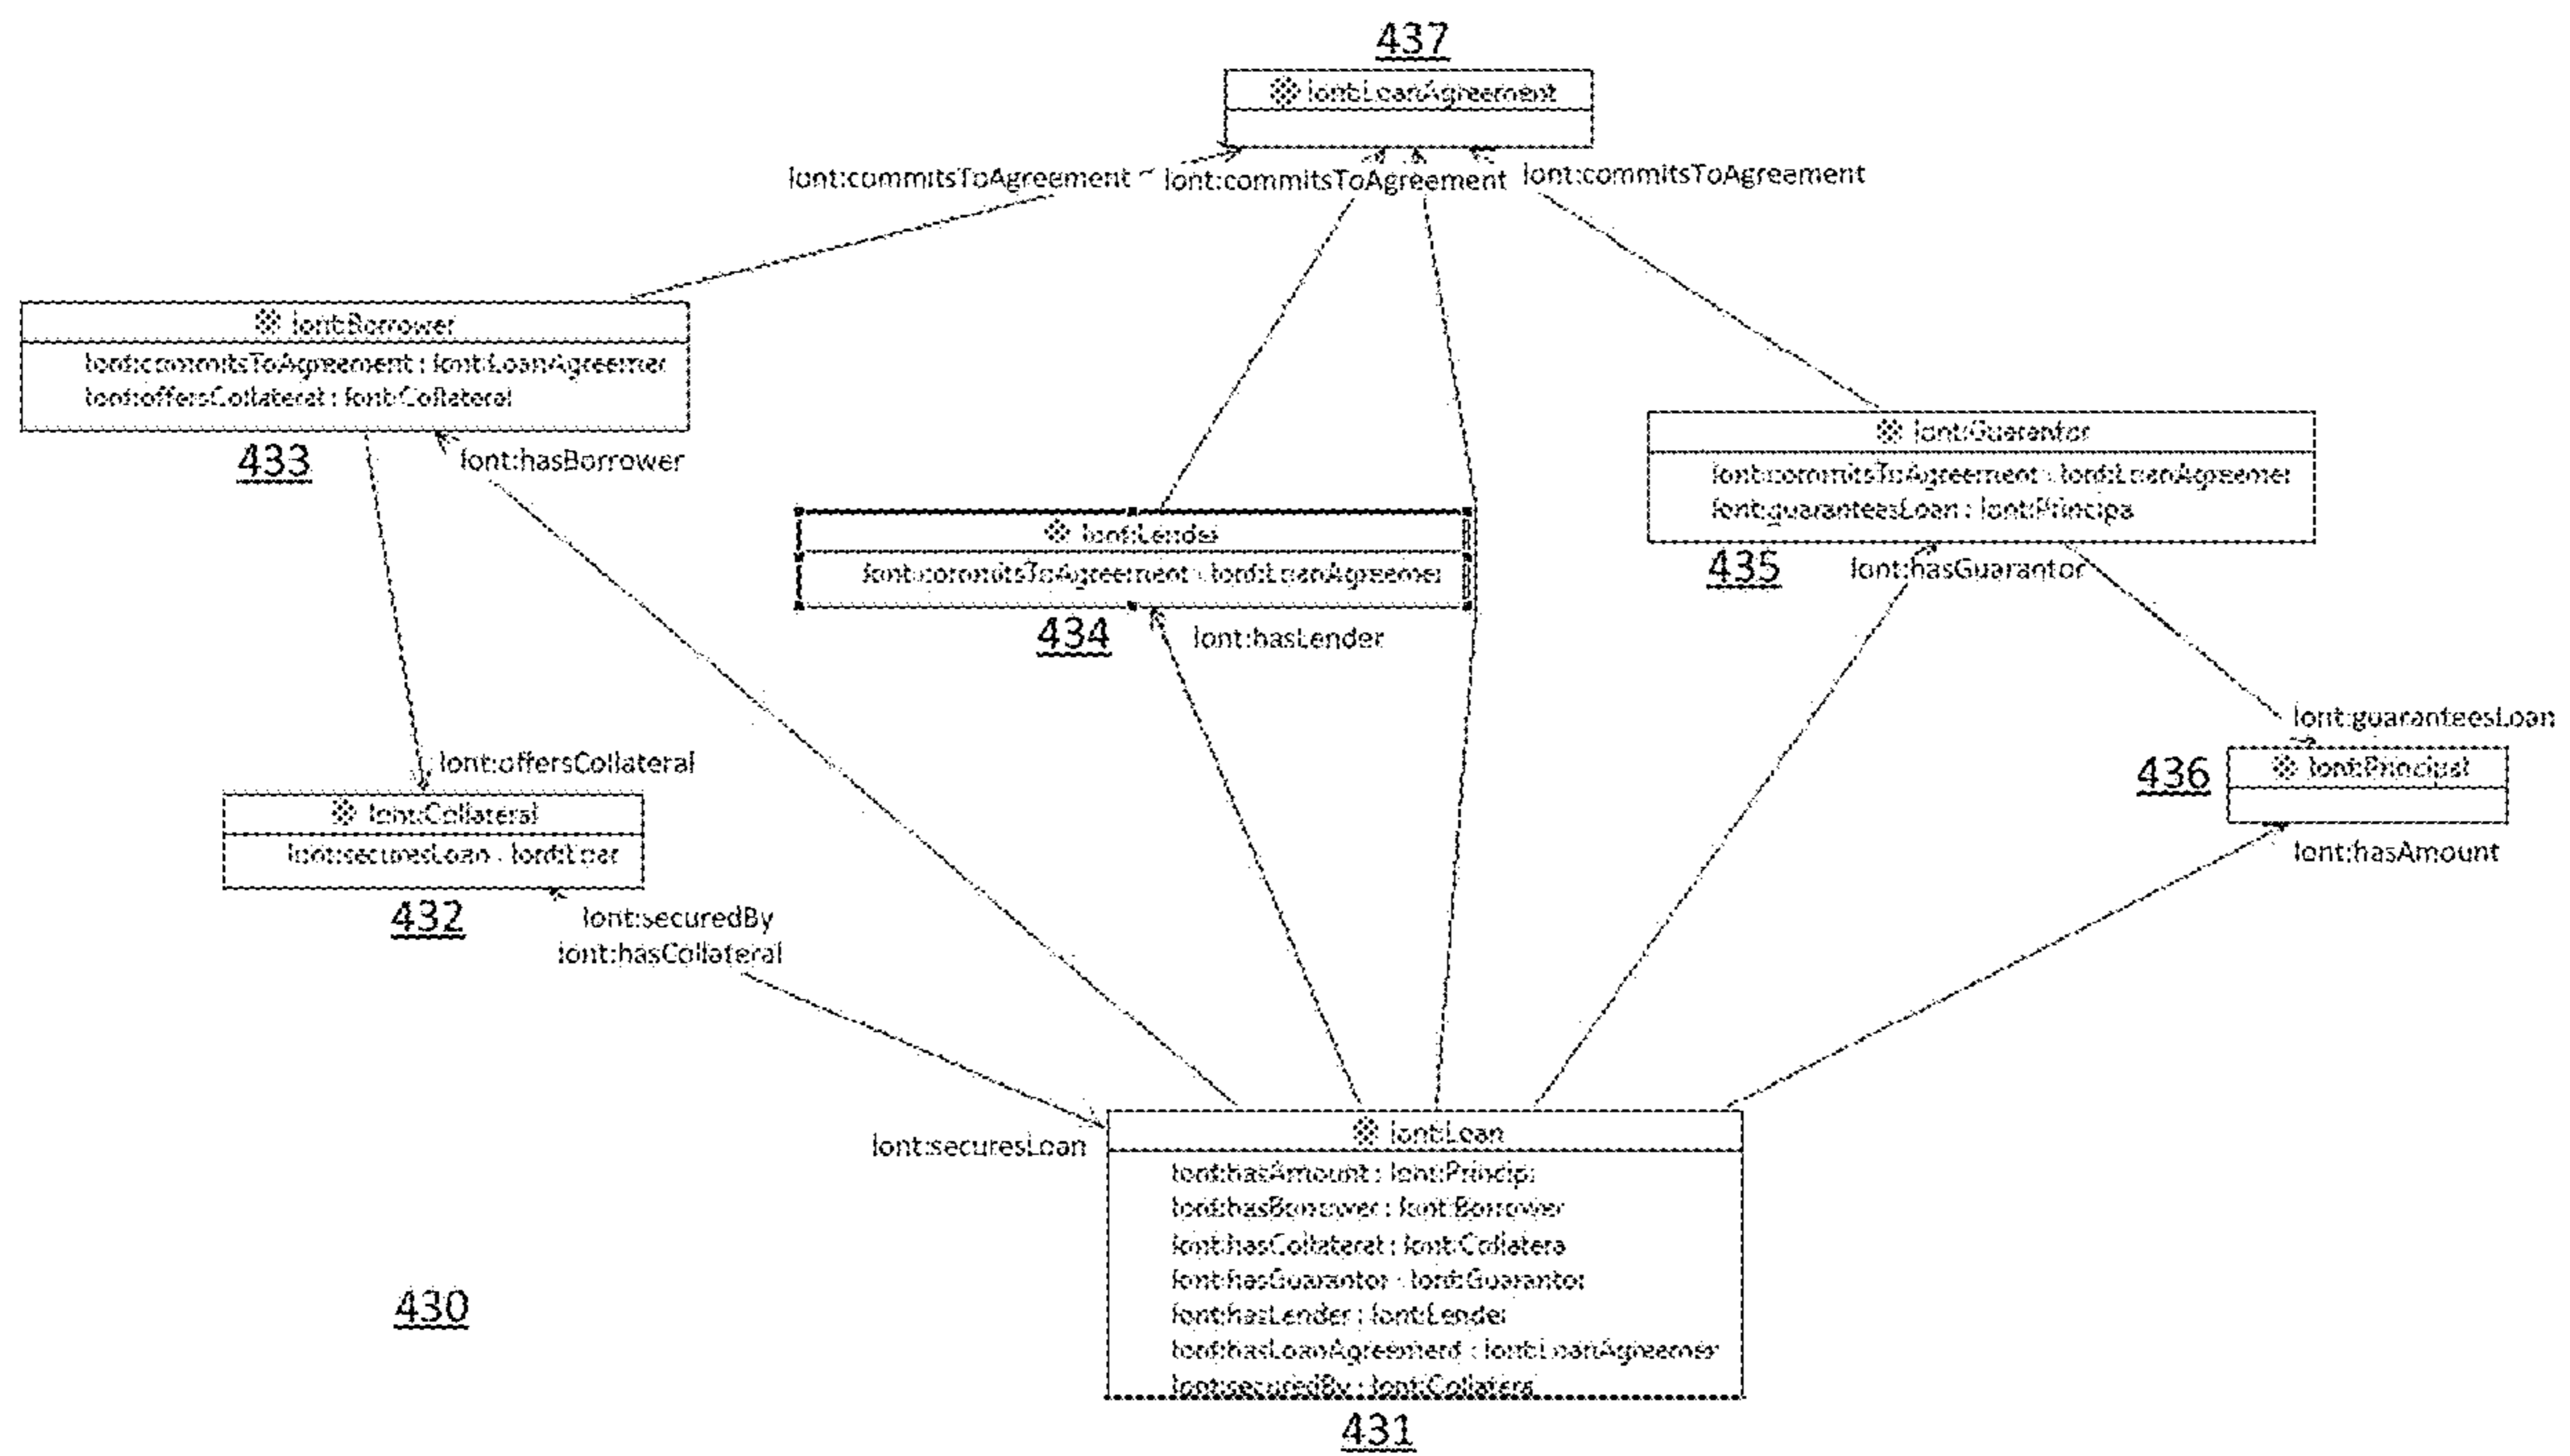 437
lont:LoanAgreement
lont:commitsToAgreement
lont:commitsToAgreement
lont:commitsToAgreement
lont:Borrower
lont:commitsToAgreement : lont:LoanAgreemer
lont:offersCollateral : lont:Collateral
433
lont:hasBorrower
lont:Guarantor
lont:commitsToAgreement : lont:LoanAgreemer
lont:guaranteesLoan : lont:Principa
435
lont:hasGuarantor
lont:Lender
lont:commitsToAgreement : lont:LoanAgreemer
434
lont:hasLender
lont:guaranteesLoan
436
lont:Principal
lont:hasAmount
lont:offersCollateral
lont:Collateral
lont:securesLoan : lont:Loar
432
lont:securedBy
lont:hasCollateral
lont:securesLoan
lont:Loan
lont:hasAmount : lont:Princip
lont:hasBorrower : lont:Borrower
lont:hasCollateral : lont:Collatera
lont:hasGuarantor : lont:Guarantor
lont:hasLender : lont:Lender
lont:hasLoanAgreement : lont:LoanAgreemer
lont:securedBy : lont:Collatera
431
430